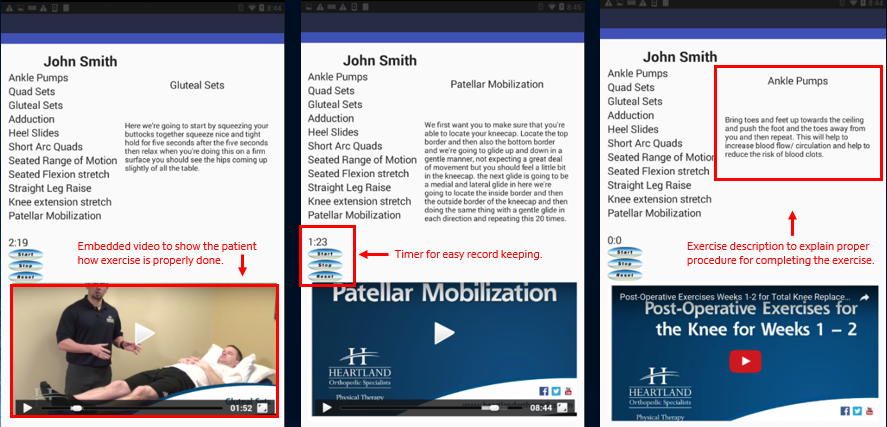 8:44
John Smith
Ankle Pumps
Quad Sets
Gluteal Sets
Adduction
Heel Slides
Short Arc Quads
Seated Range of Motion
Seated Flexion stretch
Straight Leg Raise
Knee extension stretch
Patellar Mobilization
Gluteal Sets
Here we're going to start by squeezing your
buttocks together squeeze nice and tight
hold for five seconds after the five seconds
then relax when you're doing this on a firm
surface you should see the hips coming up
slightly of all the table.
2:19
Start
Stop
Reset
Embedded video to show the patient
how exercise is properly done.
Gluteal Sets
01:52
8:45
John Smith
Ankle Pumps
Quad Sets
Gluteal Sets
Adduction
Heel Slides
Short Arc Quads
Seated Range of Motion
Seated Flexion stretch
Straight Leg Raise
Knee extension stretch
Patellar Mobilization
Patellar Mobilization
We first want you to make sure that you're
able to locate your kneecap. Locate the top
border and then also the bottom border
and we're going to glide up and down in a
gentle manner, not expecting a great deal
of movement but you should feel a little bit
in the kneecap. the next glide is going to be
a medial and lateral glide in here we're
going to locate the inside border and then
the outside border of the kneecap and then
doing the same thing with a gentle glide in
each direction and repeating this 20 times.
1:23
Start
Stop
Reset
Timer for easy record keeping.
Patellar Mobilization
HEARTLAND
Orthopedic Specialists
Physical Therapy
08:44
8:44
John Smith
Ankle Pumps
Quad Sets
Gluteal Sets
Adduction
Heel Slides
Short Arc Quads
Seated Range of Motion
Seated Flexion stretch
Straight Leg Raise
Knee extension stretch
Patellar Mobilization
Ankle Pumps
Bring toes and feet up towards the ceiling
and push the foot and the toes away from
you and then repeat. This will help to
increase blood flow/ circulation and help to
reduce the risk of blood clots.
0:0
Start
Stop
Reset
Exercise description to explain proper
procedure for completing the exercise.
Post-Operative Exercises Weeks 1-2 for Total Knee Replace...
Post-Operative Exercises for
the Knee for Weeks 1 – 2
HEARTLAND
Orthopedic Specialists
Physical Therapy